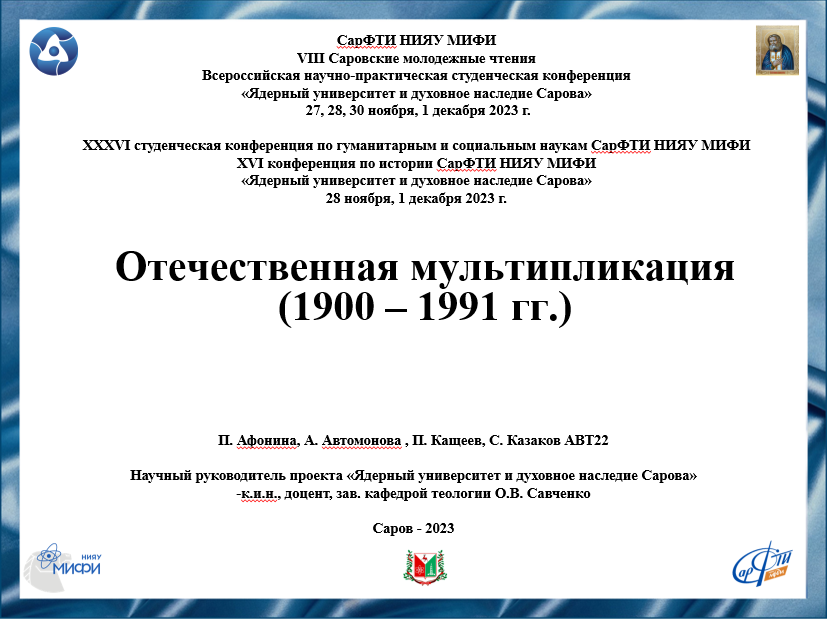 СарФТИ НИЯУ МИФИ
VIII Саровские молодежные чтения
Всероссийская научно-практическая студенческая конференция
«Ядерный университет и духовное наследие Сарова»
27, 28, 30 ноября, 1 декабря 2023 г.
XXXVI студенческая конференция по гуманитарным и социальным наукам СарФТИ НИЯУ МИФИ
XVI конференция по истории СарФТИ НИЯУ МИФИ
«Ядерный университет и духовное наследие Сарова»
28 ноября, 1 декабря 2023 г.
Отечественная мультипликация
(1900 – 1991 гг.)
П. Афонина, А. Автомонова , П. Кащеев, С. Казаков АВТ22
Научный руководитель проекта «Ядерный университет и духовное наследие Сарова»
-к.и.н., доцент, зав. кафедрой теологии О.В. Савченко
Саров - 2023
НИЯУ
МИФИ
СарФТИ